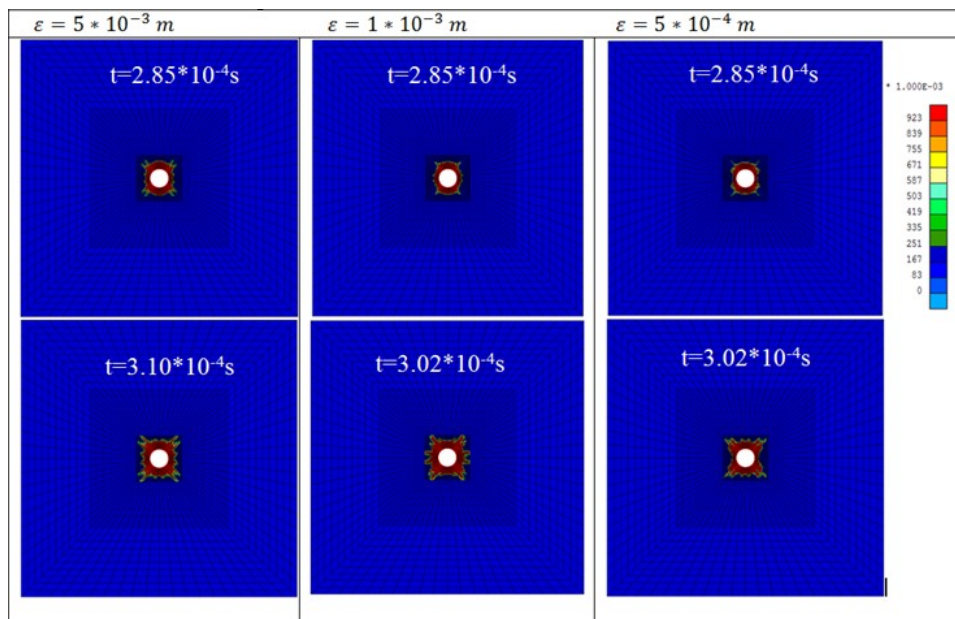 ε = 5 ∗ 10⁻³ m
ε = 1 ∗ 10⁻³ m
ε = 5 ∗ 10⁻⁴ m
t=2.85*10⁻⁴s
t=2.85*10⁻⁴s
t=2.85*10⁻⁴s
* 1.000E-03
923
839
755
671
587
503
419
335
251
167
83
0
t=3.10*10⁻⁴s
t=3.02*10⁻⁴s
t=3.02*10⁻⁴s